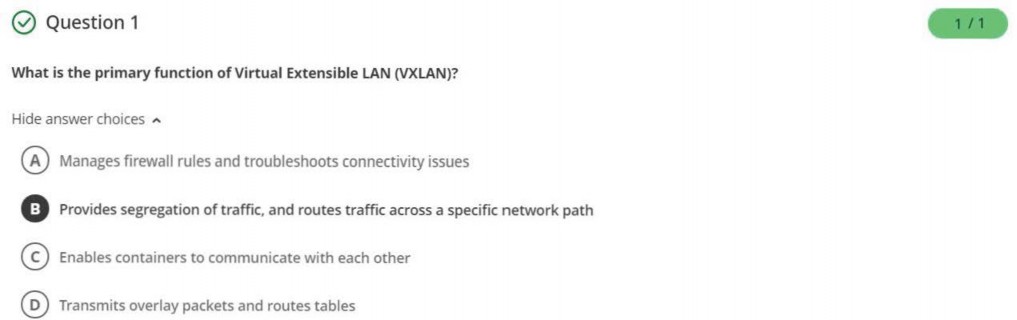 Question 1
1 / 1
What is the primary function of Virtual Extensible LAN (VXLAN)?
Hide answer choices
A Manages firewall rules and troubleshoots connectivity issues
B Provides segregation of traffic, and routes traffic across a specific network path
C Enables containers to communicate with each other
D Transmits overlay packets and routes tables